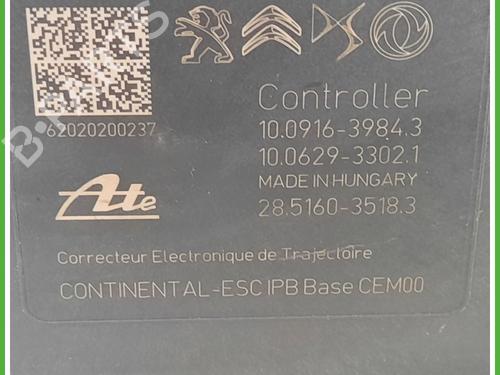 62020200237
Controller
10.0916-3984.3
10.0629-3302.1
MADE IN HUNGARY
28.5160-3518.3
Ate
Correcteur Electronique de Trajectoire
CONTINENTAL-ESC IPB Base CEM00